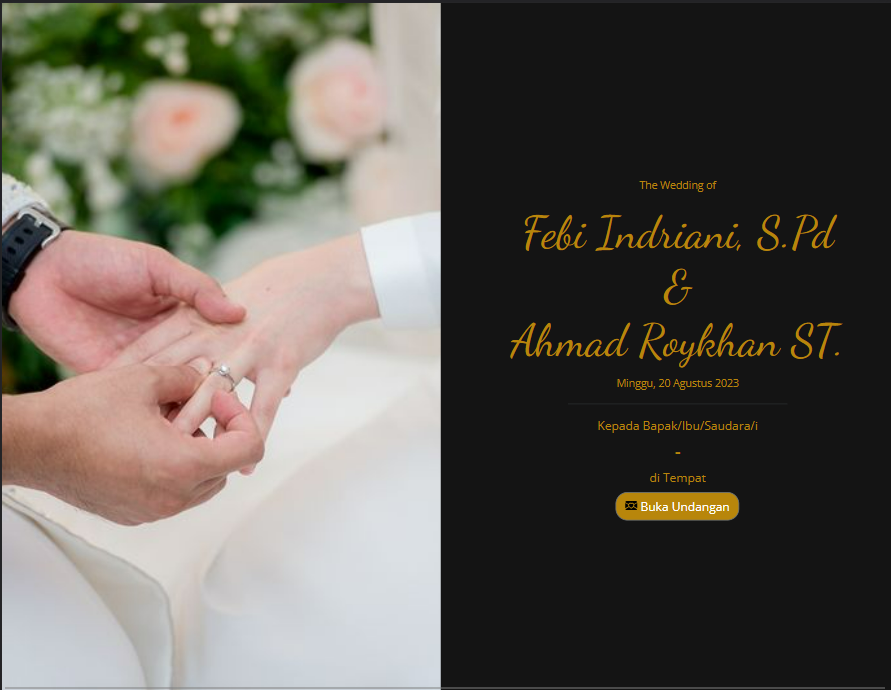 The Wedding of
Febi Indriani, S.Pd
&
Ahmad Roykhan ST.
Minggu, 20 Agustus 2023
Kepada Bapak/Ibu/Saudara/i
-
di Tempat
Buka Undangan